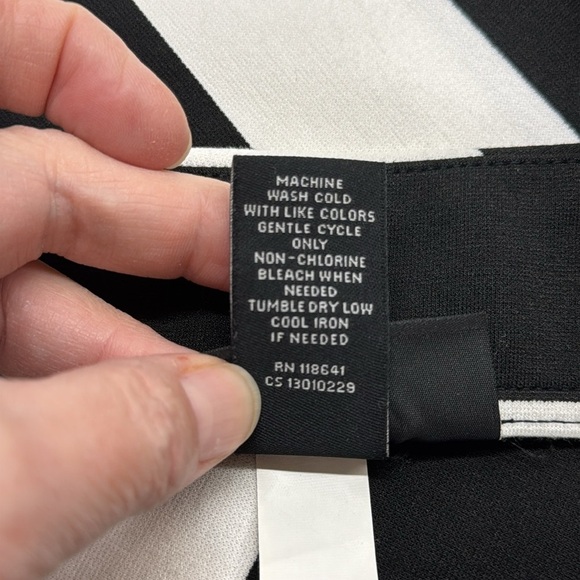 MACHINE
WASH COLD
WITH LIKE COLORS
GENTLE CYCLE
ONLY
NON-CHLORINE
BLEACH WHEN
NEEDED
TUMBLE DRY LOW
COOL IRON
IF NEEDED
RN 118641
CS 13010229